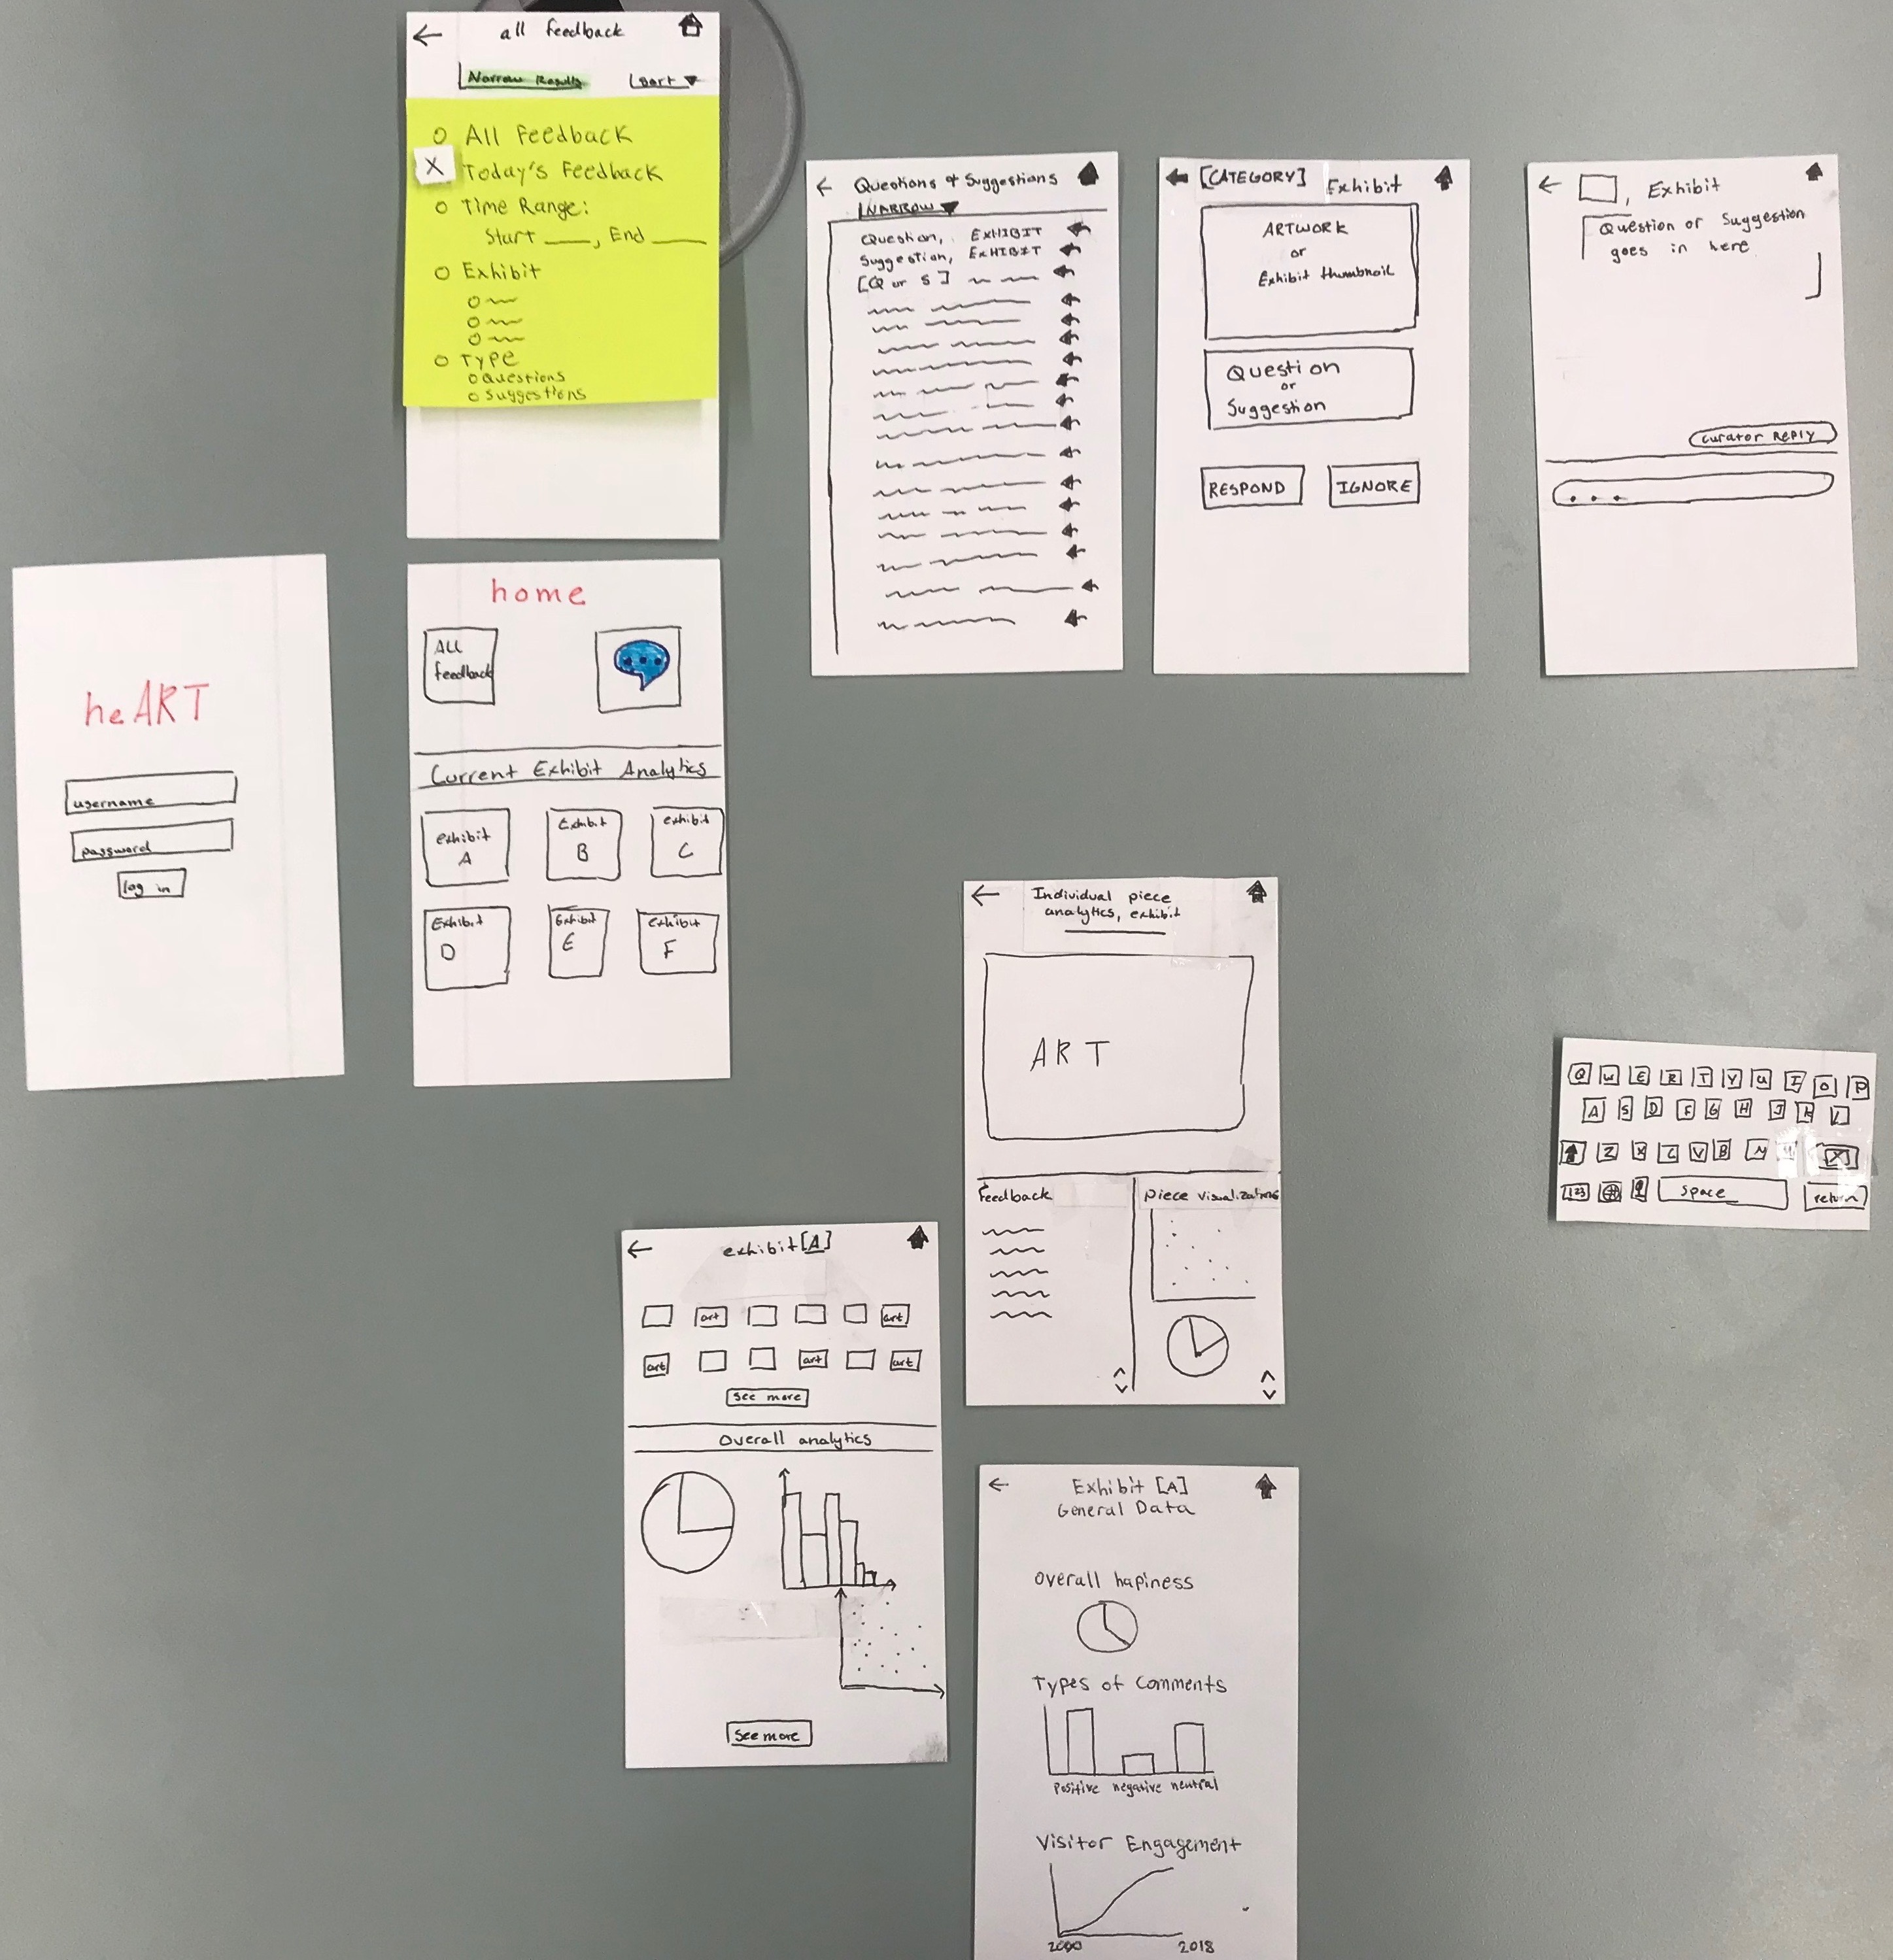 all feedback
Narrow Results
Sort
All Feedback
X
Today's Feedback
Time Range:
Start ____, End ____
Exhibit
Type
Questions
Suggestions
Questions & Suggestions
NARROW
Question, EXHIBIT
Suggestion, EXHIBIT
[Q or S]
[CATEGORY] Exhibit
ARTWORK
or
Exhibit thumbnail
Question
or
Suggestion
RESPOND
IGNORE
, Exhibit
Question or Suggestion
goes in here
curator REPLY
...
heART
username
password
log in
home
ALL
feedback
Current Exhibit Analytics
exhibit
A
Exhibit
B
exhibit
C
Exhibit
D
Exhibit
E
exhibit
F
Individual piece
analytics, exhibit
ART
Feedback
piece visualizations
Q W E R T Y U I O P
A S D F G H J K L
Z X C V B N X
123 space return
exhibit [A]
art art
art art art
See more
Overall analytics
See more
Exhibit [A]
General Data
Overall hapiness
Types of Comments
Positive negative neutral
Visitor Engagement
2000 2018